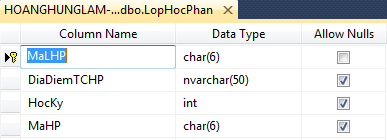 HOANGHUNGLAM-...dbo.LopHocPhan
Column Name Data Type Allow Nulls
MaLHP char(6)
DiaDiemTCHP nvarchar(50)
HocKy int
MaHP char(6)